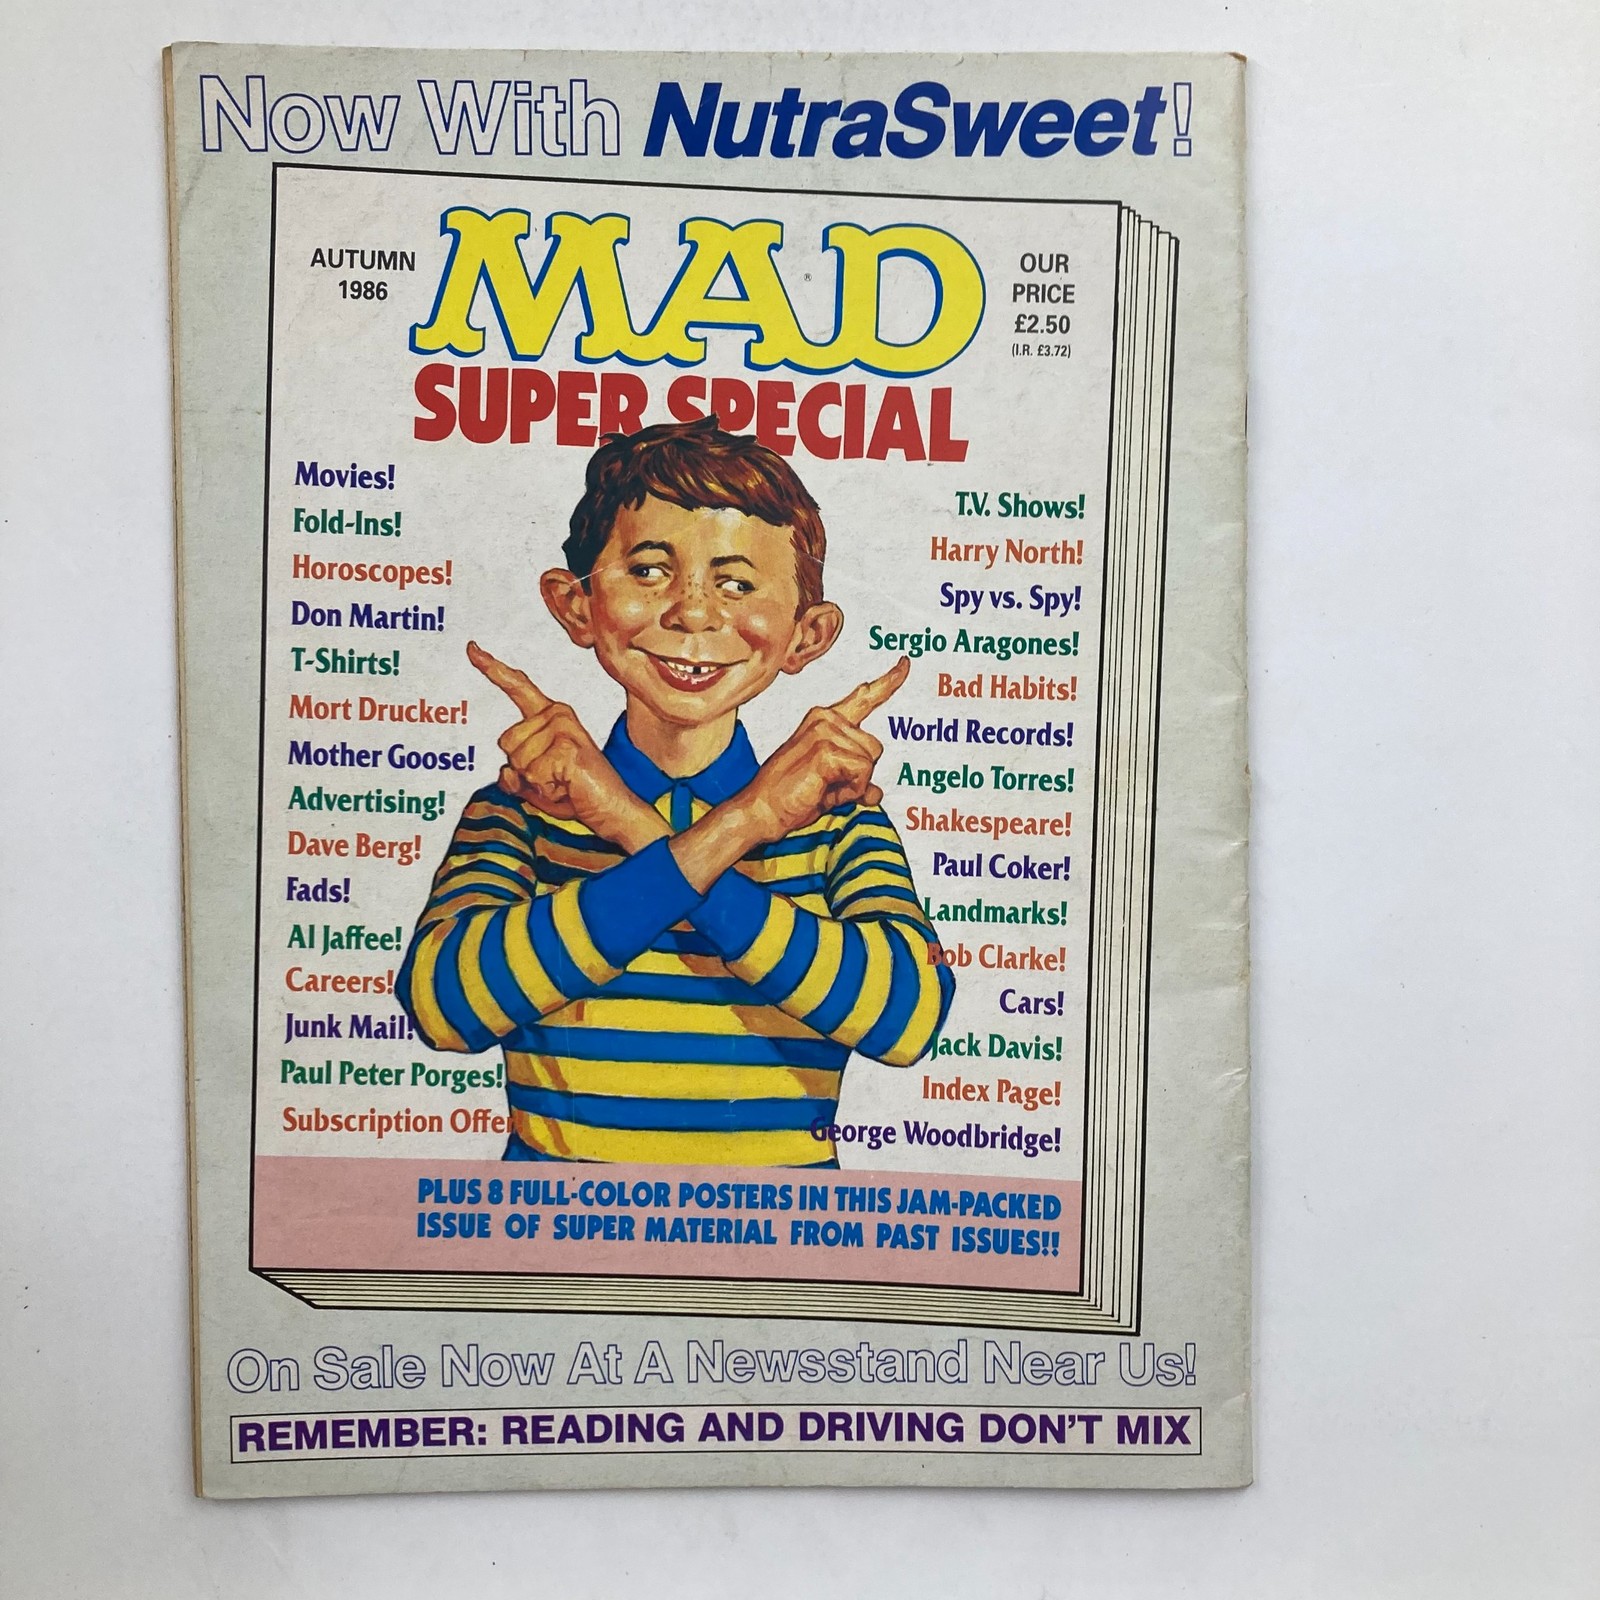 Now With NutraSweet!
AUTUMN
1986
MAD
®
OUR
PRICE
£2.50
(I.R. £3.72)
SUPER SPECIAL
Movies!
Fold-Ins!
Horoscopes!
Don Martin!
T-Shirts!
Mort Drucker!
Mother Goose!
Advertising!
Dave Berg!
Fads!
Al Jaffee!
Careers!
Junk Mail!
Paul Peter Porges!
Subscription Offer!
T.V. Shows!
Harry North!
Spy vs. Spy!
Sergio Aragones!
Bad Habits!
World Records!
Angelo Torres!
Shakespeare!
Paul Coker!
Landmarks!
Bob Clarke!
Cars!
Jack Davis!
Index Page!
George Woodbridge!
PLUS 8 FULL-COLOR POSTERS IN THIS JAM-PACKED
ISSUE OF SUPER MATERIAL FROM PAST ISSUES!!
On Sale Now At A Newsstand Near Us!
REMEMBER: READING AND DRIVING DON'T MIX